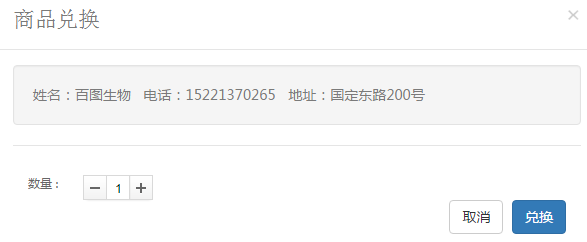 商品兑换
×
姓名：百图生物 电话：15221370265 地址：国定东路200号
数量： − 1 +
取消 兑换